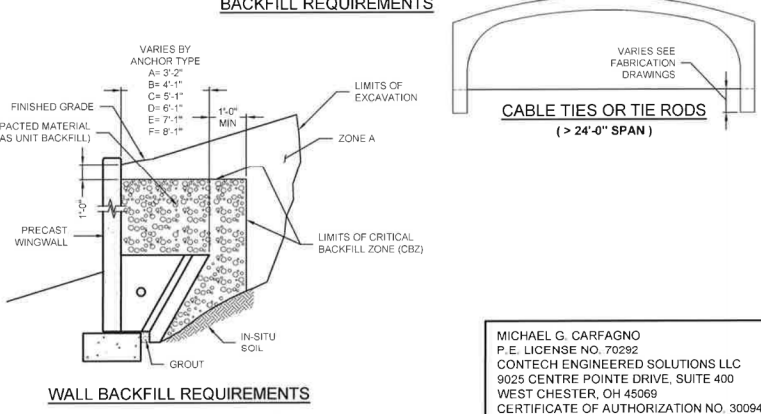 BACKFILL REQUIREMENTS
VARIES BY
ANCHOR TYPE
A= 3'-2"
B= 4'-1"
C= 5'-1"
D= 6'-1"
E= 7'-1"
F= 8'-1"
1'-0"
MIN
LIMITS OF
EXCAVATION
FINISHED GRADE
PACTED MATERIAL
AS UNIT BACKFILL)
ZONE A
1'-0"
PRECAST
WINGWALL
LIMITS OF CRITICAL
BACKFILL ZONE (CBZ)
IN-SITU
SOIL
GROUT
WALL BACKFILL REQUIREMENTS
VARIES SEE
FABRICATION
DRAWINGS
CABLE TIES OR TIE RODS
( > 24'-0" SPAN )
MICHAEL G. CARFAGNO
P.E. LICENSE NO. 70292
CONTECH ENGINEERED SOLUTIONS LLC
9025 CENTRE POINTE DRIVE, SUITE 400
WEST CHESTER, OH 45069
CERTIFICATE OF AUTHORIZATION NO. 30094